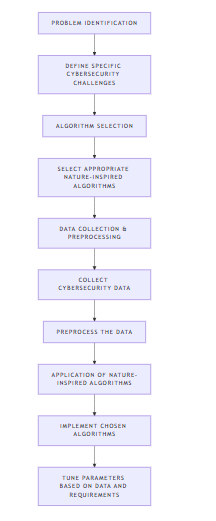 PROBLEM IDENTIFICATION
DEFINE SPECIFIC
CYBERSECURITY
CHALLENGES
ALGORITHM SELECTION
SELECT APPROPRIATE
NATURE-INSPIRED
ALGORITHMS
DATA COLLECTION &
PREPROCESSING
COLLECT
CYBERSECURITY DATA
PREPROCESS THE DATA
APPLICATION OF NATURE-
INSPIRED ALGORITHMS
IMPLEMENT CHOSEN
ALGORITHMS
TUNE PARAMETERS
BASED ON DATA AND
REQUIREMENTS